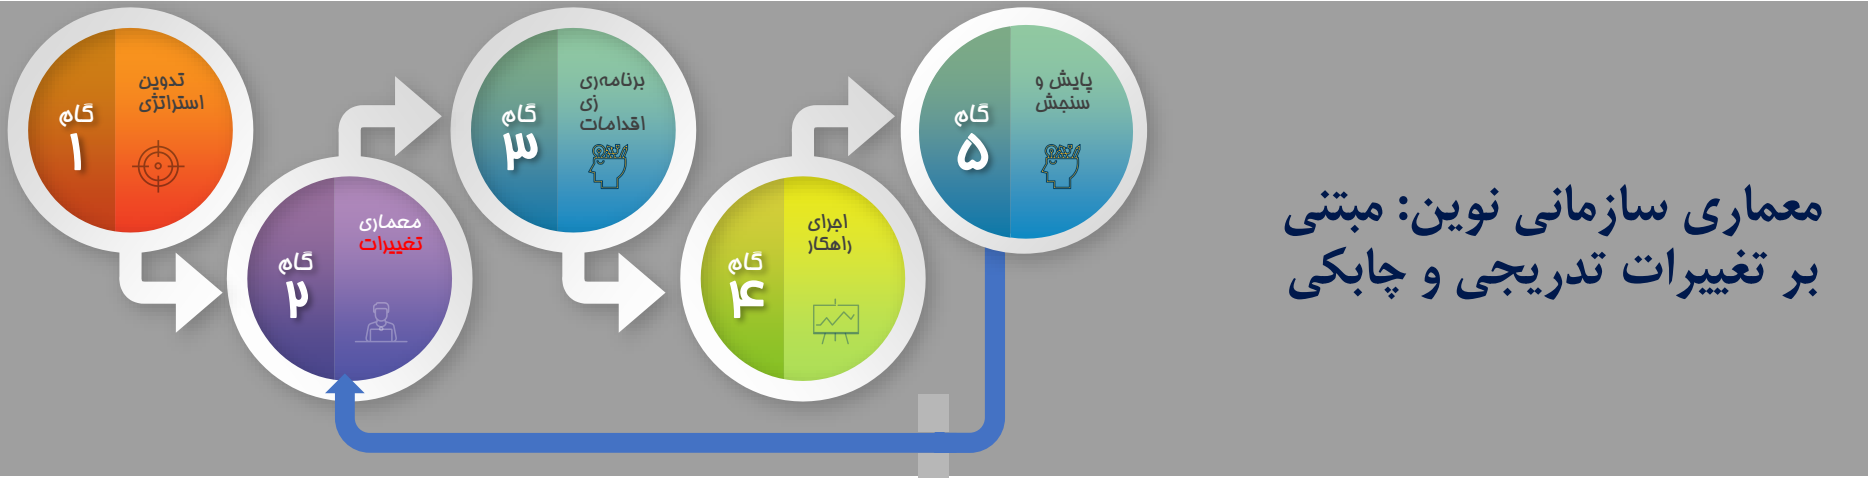 معماری سازمانی نوین: مبتنی
بر تغییرات تدریجی و چابکی
گام
۱
تدوین
استراتژی
گام
۲
معماری
تغییرات
گام
۳
برنامه‌ری
زی
اقدامات
گام
۴
اجرای
راهکار
گام
۵
پایش و
سنجش